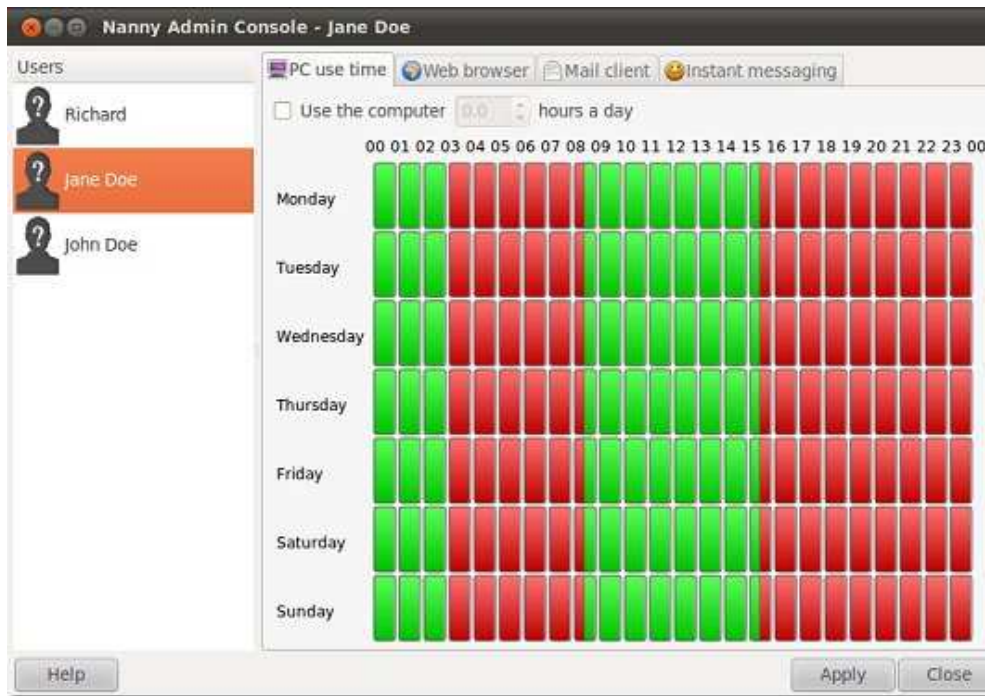 Nanny Admin Console - Jane Doe
Users
Richard
Jane Doe
John Doe
PC use time
Web browser
Mail client
Instant messaging
Use the computer 0.0 hours a day
00 01 02 03 04 05 06 07 08 09 10 11 12 13 14 15 16 17 18 19 20 21 22 23 00
Monday
Tuesday
Wednesday
Thursday
Friday
Saturday
Sunday
Help
Apply
Close